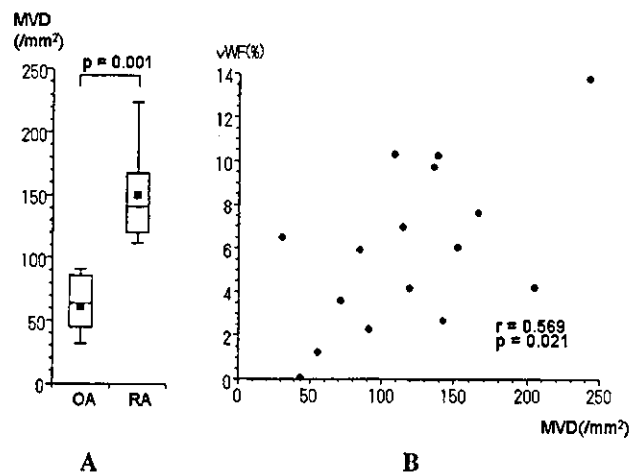 MVD
(/mm²)
p = 0.001
250
200
150
100
50
0
OA RA
A
vWF(%)
14
12
10
8
6
4
2
0
r = 0.569
p = 0.021
0 50 100 150 200 250
MVD(/mm²)
B